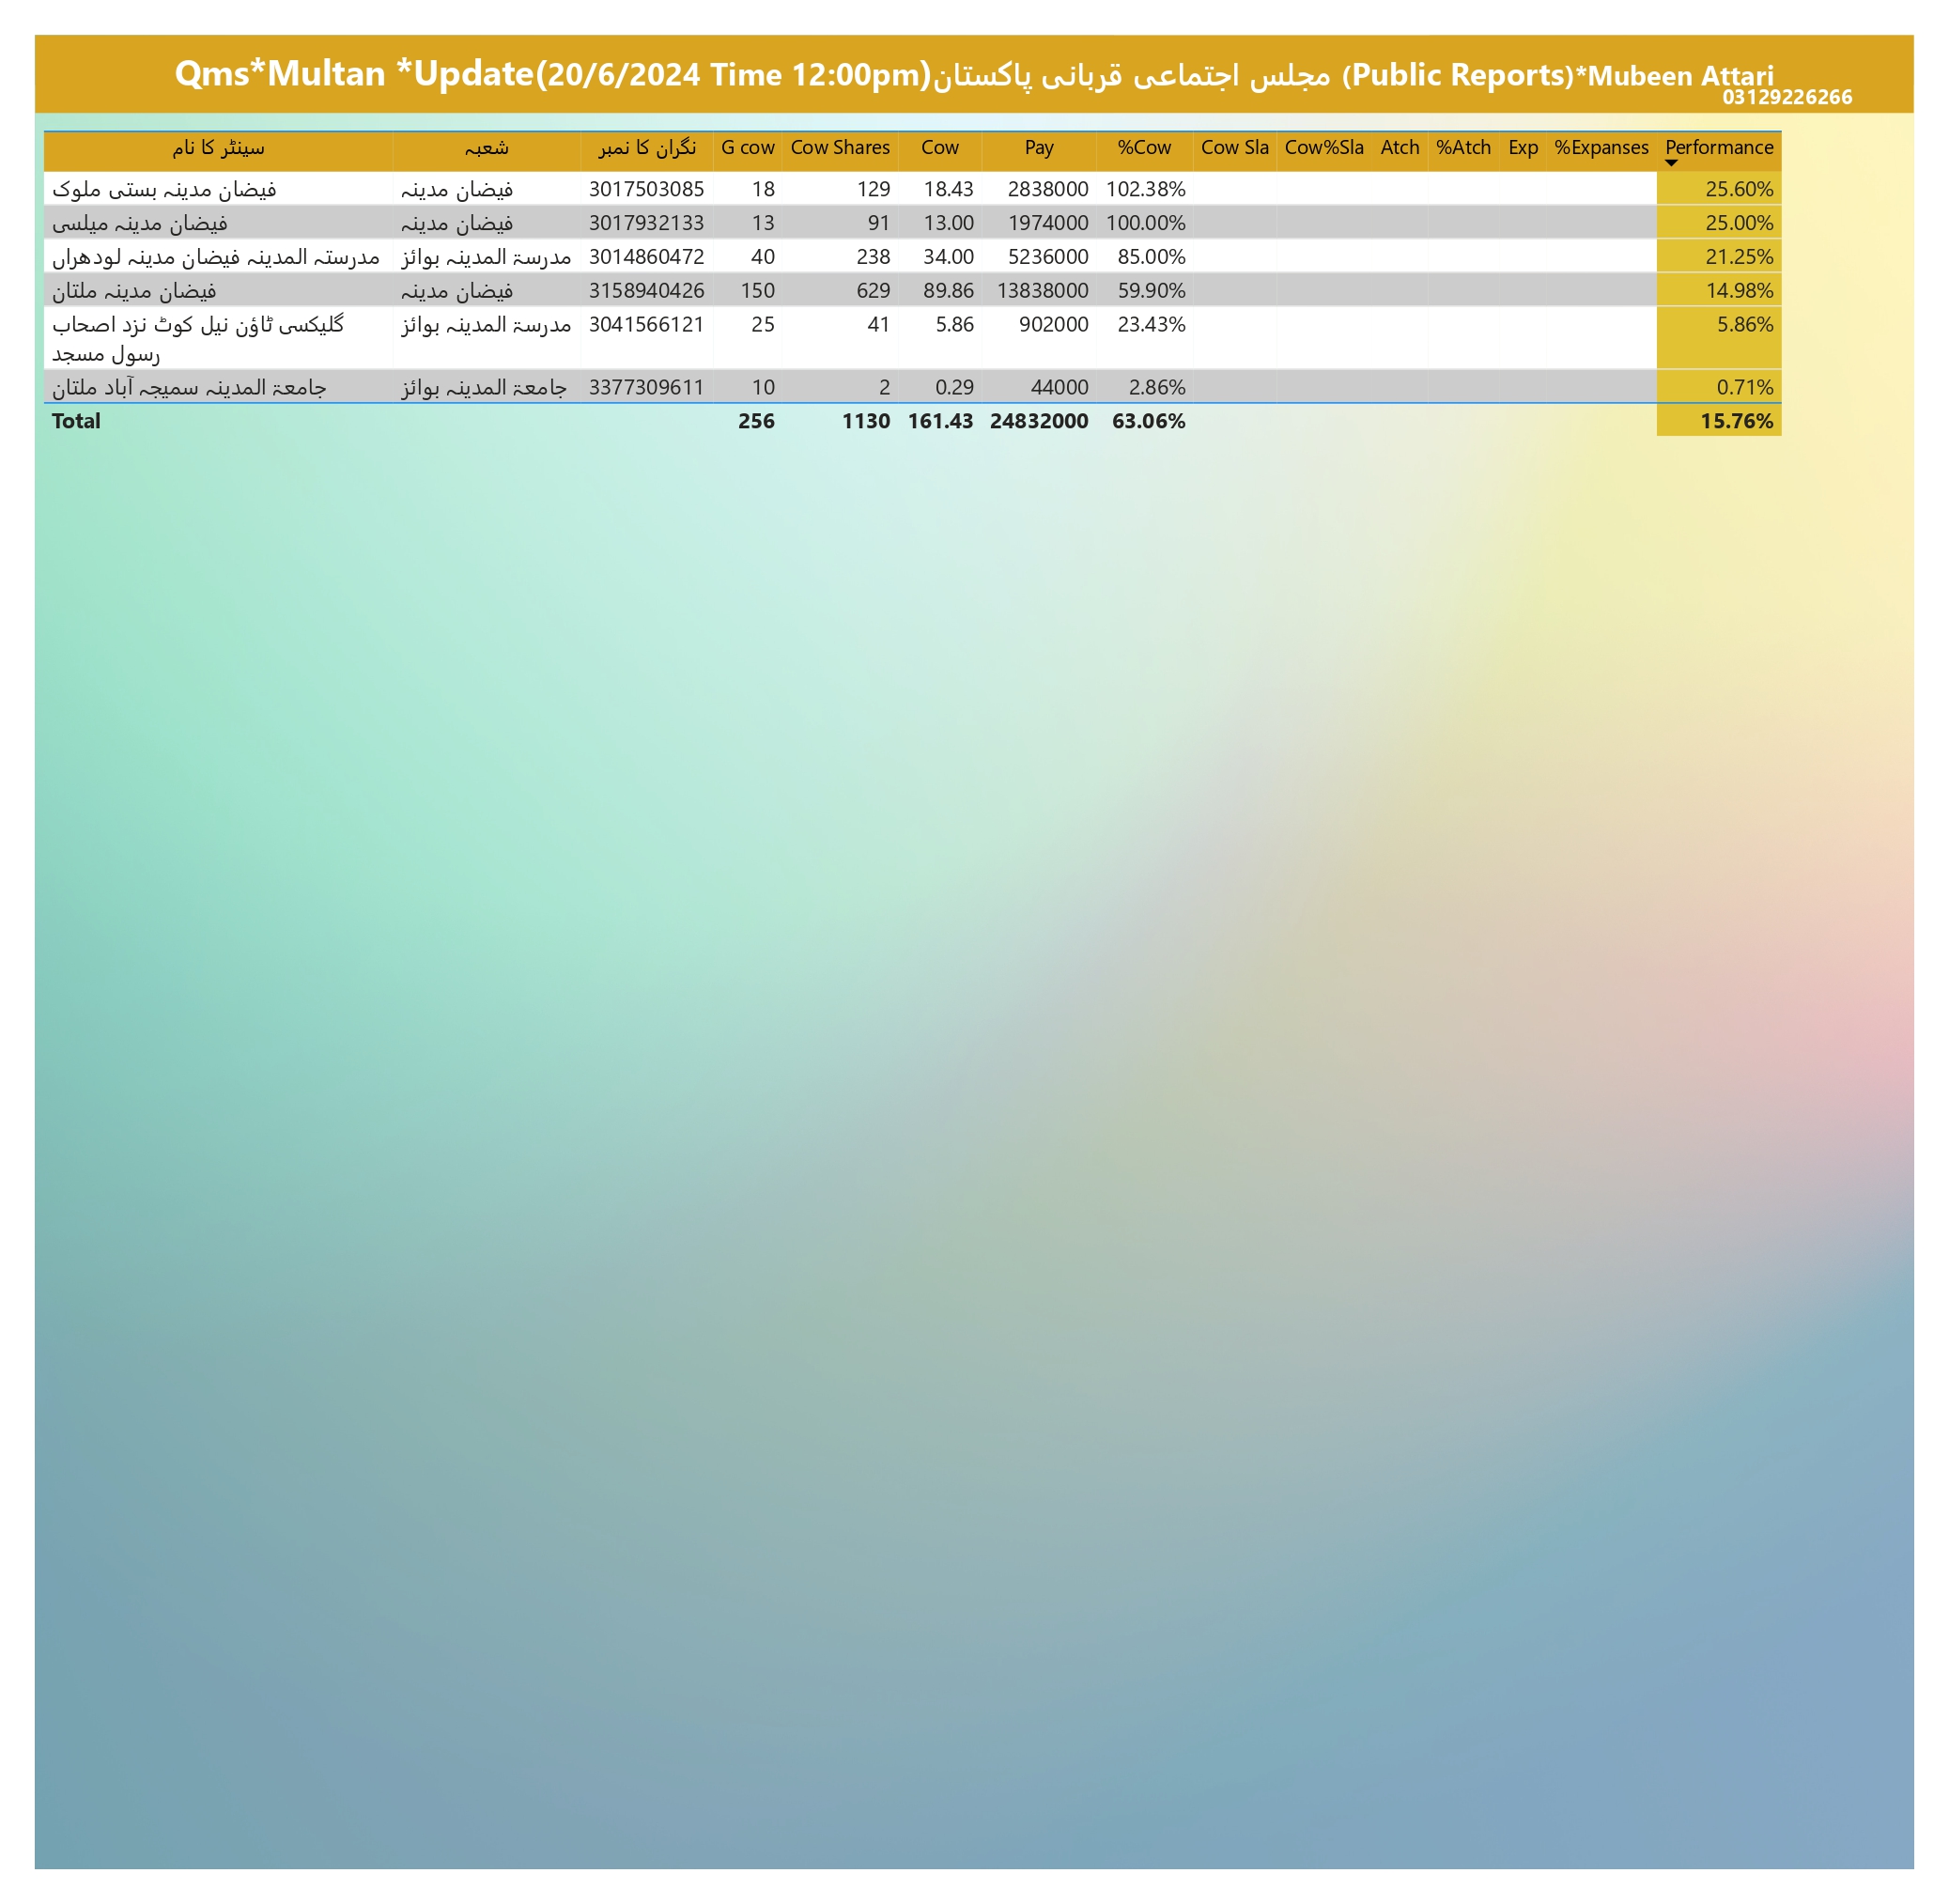 Qms*Multan *Update(20/6/2024 Time 12:00pm)مجلس اجتماعی قربانی پاکستان (Public Reports)*Mubeen Attari
03129226266
سینٹر کا نام شعبہ نگران کا نمبر G cow Cow Shares Cow Pay %Cow Cow Sla Cow%Sla Atch %Atch Exp %Expanses Performance
فیضان مدینہ بستی ملوک فیضان مدینہ 3017503085 18 129 18.43 2838000 102.38% 25.60%
فیضان مدینہ میلسی فیضان مدینہ 3017932133 13 91 13.00 1974000 100.00% 25.00%
مدرستہ المدینہ فیضان مدینہ لودھراں مدرسۃ المدینہ بوائز 3014860472 40 238 34.00 5236000 85.00% 21.25%
فیضان مدینہ ملتان فیضان مدینہ 3158940426 150 629 89.86 13838000 59.90% 14.98%
گلیکسی ٹاؤن نیل کوٹ نزد اصحاب مدرسۃ المدینہ بوائز 3041566121 25 41 5.86 902000 23.43% 5.86%
رسول مسجد
جامعۃ المدینہ سمیجہ آباد ملتان جامعۃ المدینہ بوائز 3377309611 10 2 0.29 44000 2.86% 0.71%
Total 256 1130 161.43 24832000 63.06% 15.76%